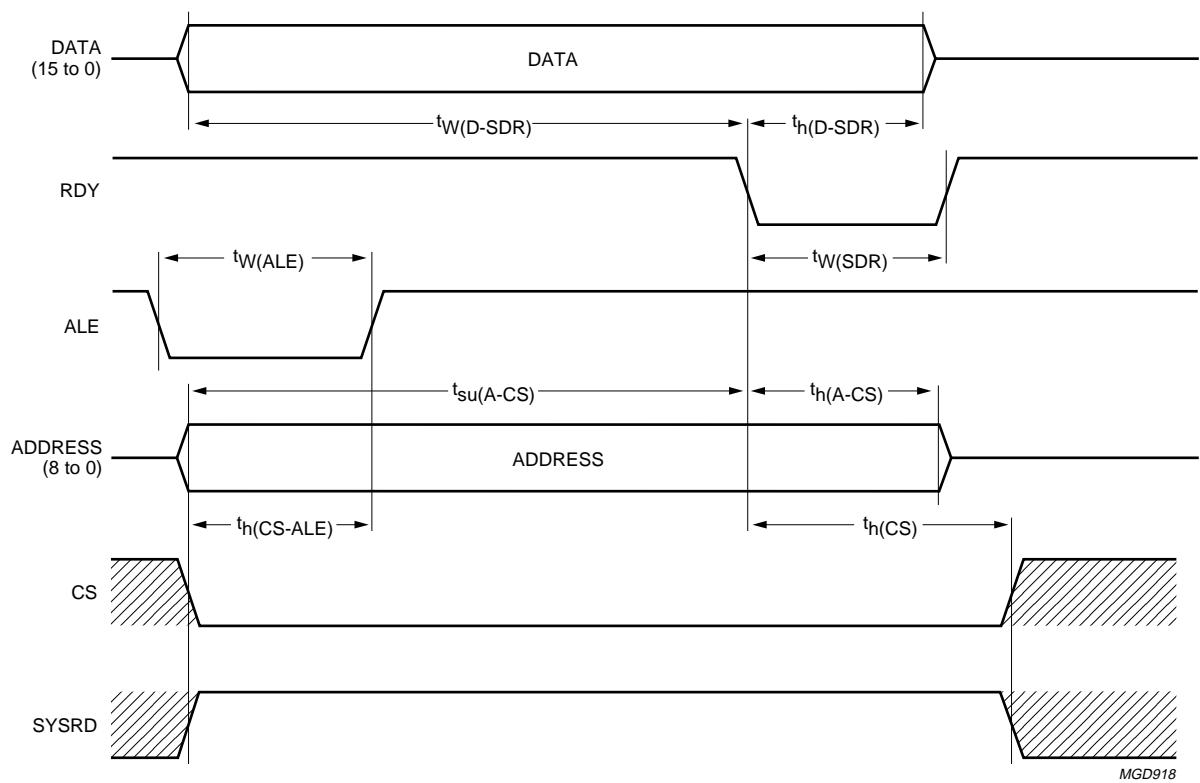 DATA
(15 to 0)
DATA
tW(D-SDR)
th(D-SDR)
RDY
tW(ALE)
tW(SDR)
ALE
tsu(A-CS)
th(A-CS)
ADDRESS
(8 to 0)
ADDRESS
th(CS-ALE)
th(CS)
CS
SYSRD
MGD918